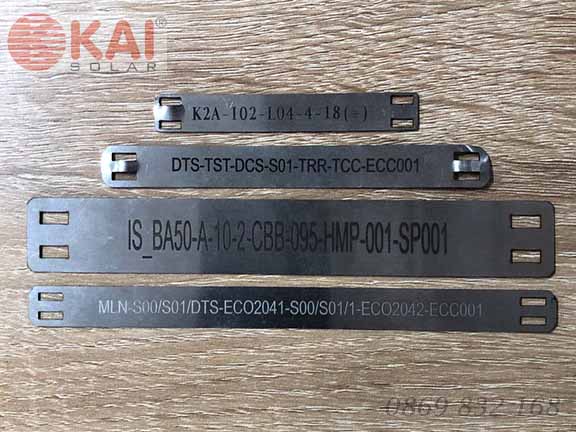 KAI
SOLAR
K2A-102-L04-4-18(-)
DTS-TST-DCS-S01-TRR-TCC-ECC001
IS_BA50-A-10-2-CBB-095-HMP-001-SP001
MLN-S00/S01/DTS-ECO2041-S00/S01/1-ECO2042-ECC001
0869 832 168